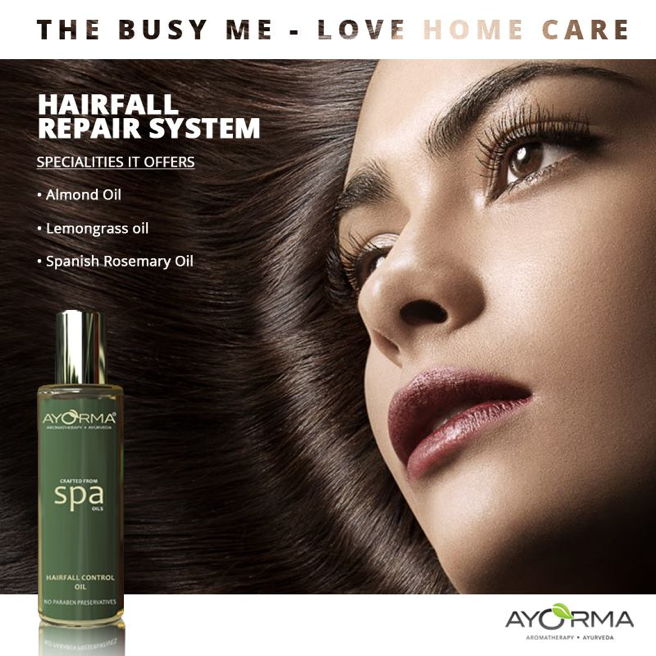 THE BUSY ME - LOVE HOME CARE
HAIRFALL
REPAIR SYSTEM
SPECIALITIES IT OFFERS
• Almond Oil
• Lemongrass oil
• Spanish Rosemary Oil
AYORMA®
AROMATHERAPY • AYURVEDA
CRAFTED FROM
spa
OILS
HAIRFALL CONTROL
OIL
NO PARABEN PRESERVATIVES
AYORMA
AROMATHERAPY • AYURVEDA